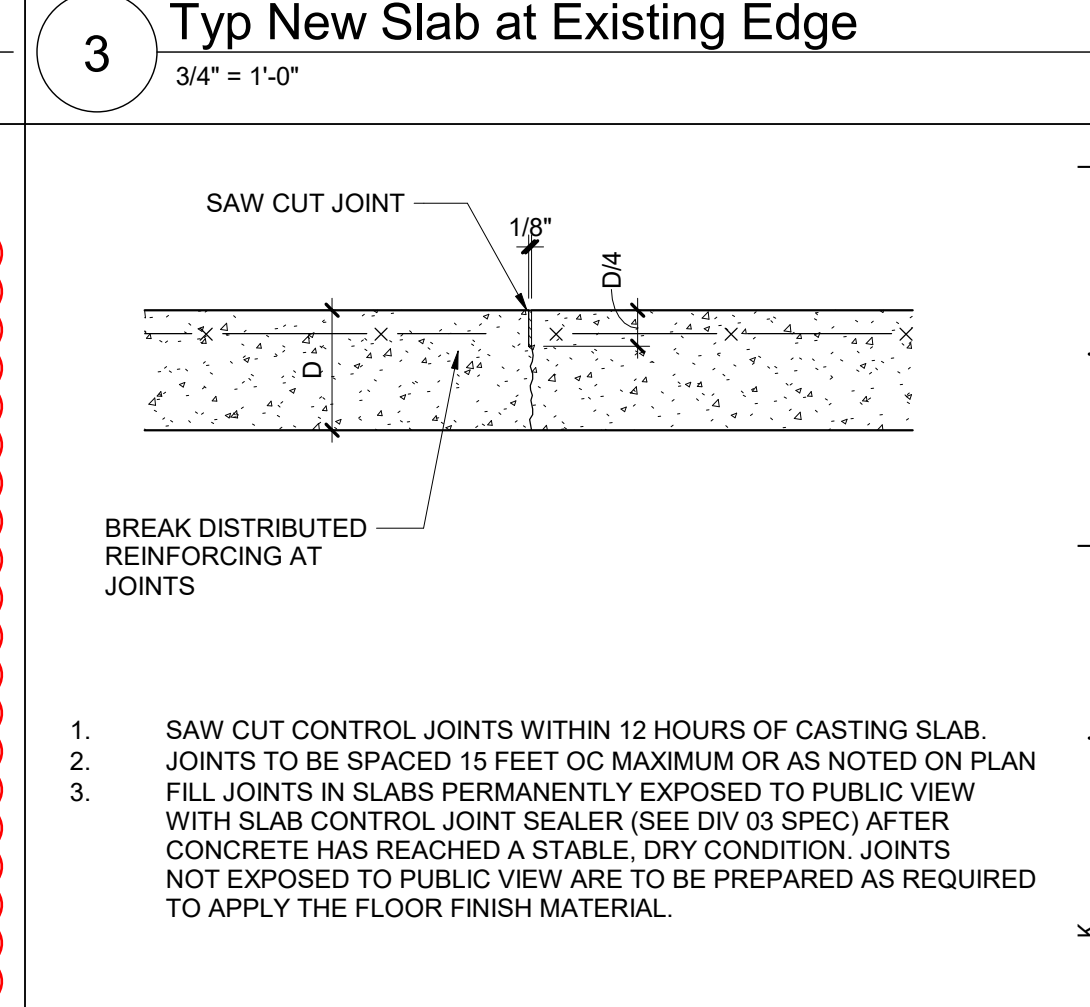 3
Typ New Slab at Existing Edge
3/4" = 1'-0"
SAW CUT JOINT
1/8"
D/4
D
BREAK DISTRIBUTED
REINFORCING AT
JOINTS
1. SAW CUT CONTROL JOINTS WITHIN 12 HOURS OF CASTING SLAB.
2. JOINTS TO BE SPACED 15 FEET OC MAXIMUM OR AS NOTED ON PLAN
3. FILL JOINTS IN SLABS PERMANENTLY EXPOSED TO PUBLIC VIEW
WITH SLAB CONTROL JOINT SEALER (SEE DIV 03 SPEC) AFTER
CONCRETE HAS REACHED A STABLE, DRY CONDITION. JOINTS
NOT EXPOSED TO PUBLIC VIEW ARE TO BE PREPARED AS REQUIRED
TO APPLY THE FLOOR FINISH MATERIAL.